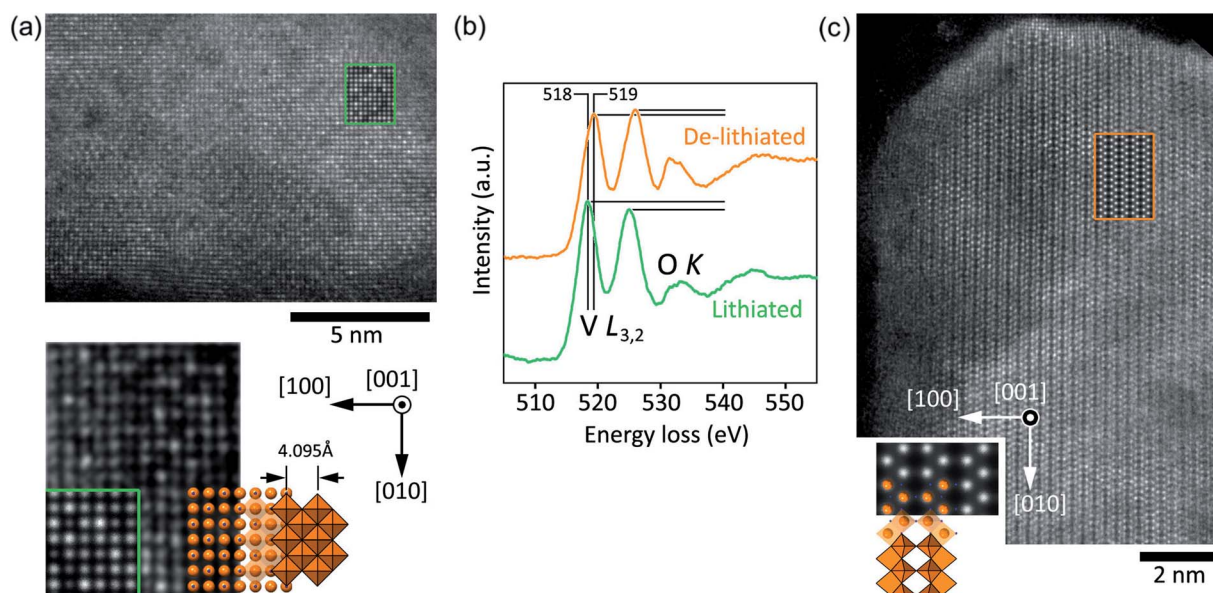 (a)
5 nm
[100]
[001]
[010]
4.095Å
(b)
518
519
De-lithiated
O K
Lithiated
V L3,2
Intensity (a.u.)
510 520 530 540 550
Energy loss (eV)
(c)
[100]
[001]
[010]
2 nm